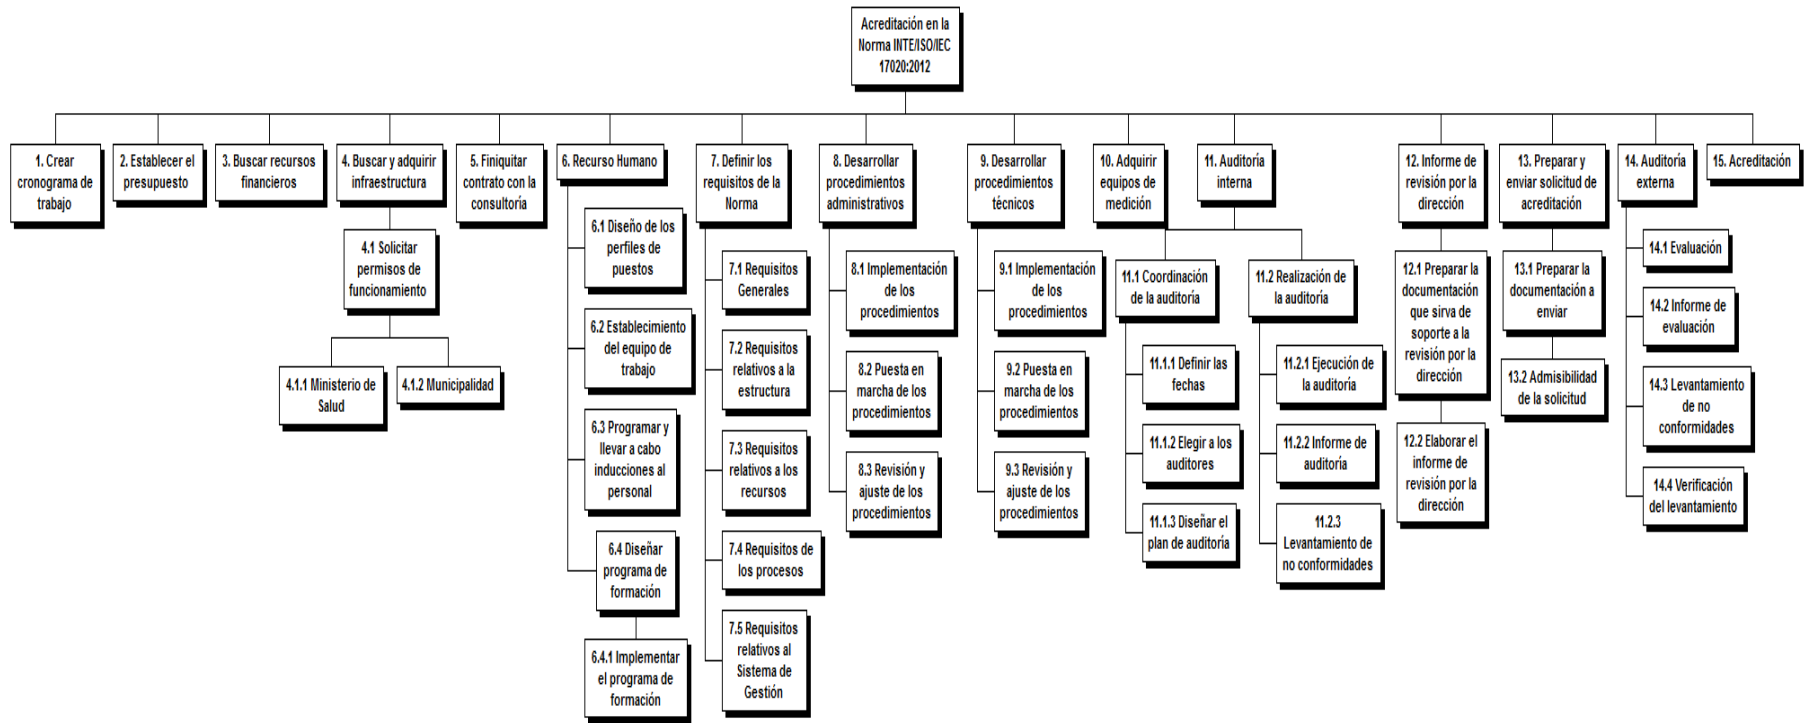 Acreditación en la
Norma INTE/ISO/IEC
17020:2012
1. Crear
cronograma de
trabajo
2. Establecer el
presupuesto
3. Buscar recursos
financieros
4. Buscar y adquirir
infraestructura
4.1 Solicitar
permisos de
funcionamiento
4.1.1 Ministerio de
Salud
4.1.2 Municipalidad
5. Finiquitar
contrato con la
consultoría
6. Recurso Humano
6.1 Diseño de los
perfiles de
puestos
6.2 Establecimiento
del equipo de
trabajo
6.3 Programar y
llevar a cabo
inducciones al
personal
6.4 Diseñar
programa de
formación
6.4.1 Implementar
el programa de
formación
7. Definir los
requisitos de la
Norma
7.1 Requisitos
Generales
7.2 Requisitos
relativos a la
estructura
7.3 Requisitos
relativos a los
recursos
7.4 Requisitos de
los procesos
7.5 Requisitos
relativos al
Sistema de
Gestión
8. Desarrollar
procedimientos
administrativos
8.1 Implementación
de los
procedimientos
8.2 Puesta en
marcha de los
procedimientos
8.3 Revisión y
ajuste de los
procedimientos
9. Desarrollar
procedimientos
técnicos
9.1 Implementación
de los
procedimientos
9.2 Puesta en
marcha de los
procedimientos
9.3 Revisión y
ajuste de los
procedimientos
10. Adquirir
equipos de
medición
11. Auditoría
interna
11.1 Coordinación
de la auditoría
11.1.1 Definir las
fechas
11.1.2 Elegir a los
auditores
11.1.3 Diseñar el
plan de auditoría
11.2 Realización de
la auditoría
11.2.1 Ejecución de
la auditoría
11.2.2 Informe de
auditoría
11.2.3
Levantamiento de
no conformidades
12. Informe de
revisión por la
dirección
12.1 Preparar la
documentación
que sirva de
soporte a la
revisión por la
dirección
12.2 Elaborar el
informe de
revisión por la
dirección
13. Preparar y
enviar solicitud de
acreditación
13.1 Preparar la
documentación a
enviar
13.2 Admisibilidad
de la solicitud
14. Auditoría
externa
14.1 Evaluación
14.2 Informe de
evaluación
14.3 Levantamiento
de no
conformidades
14.4 Verificación
del levantamiento
15. Acreditación